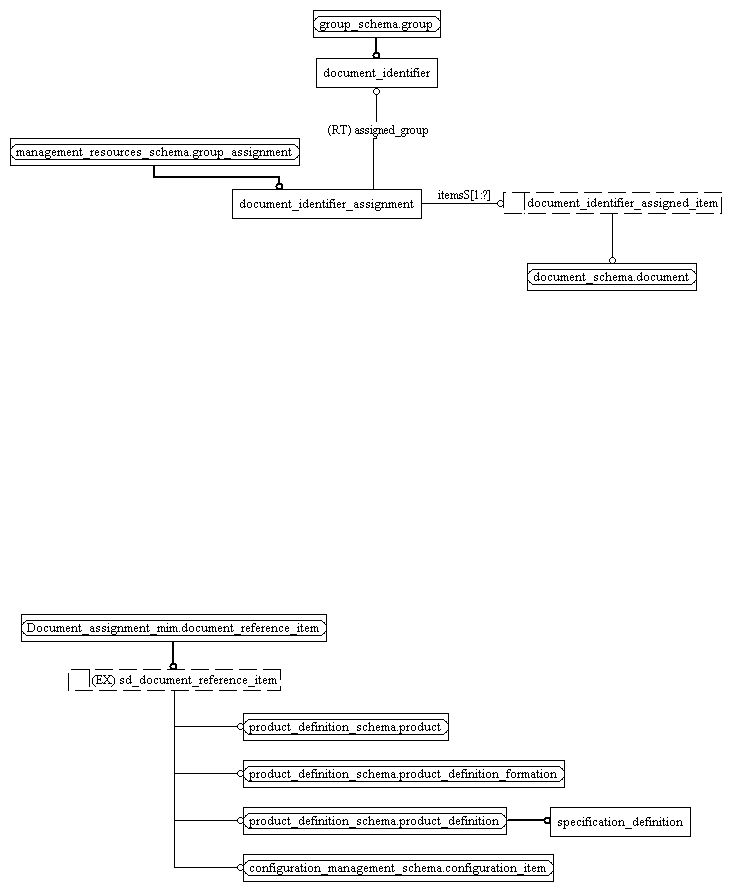 group_schema.group
document_identifier
(RT) assigned_group
management_resources_schema.group_assignment
itemsS[1:?]
document_identifier_assignment
document_identifier_assigned_item
document_schema.document
Document_assignment_mim.document_reference_item
(EX) sd_document_reference_item
product_definition_schema.product
product_definition_schema.product_definition_formation
product_definition_schema.product_definition
specification_definition
configuration_management_schema.configuration_item